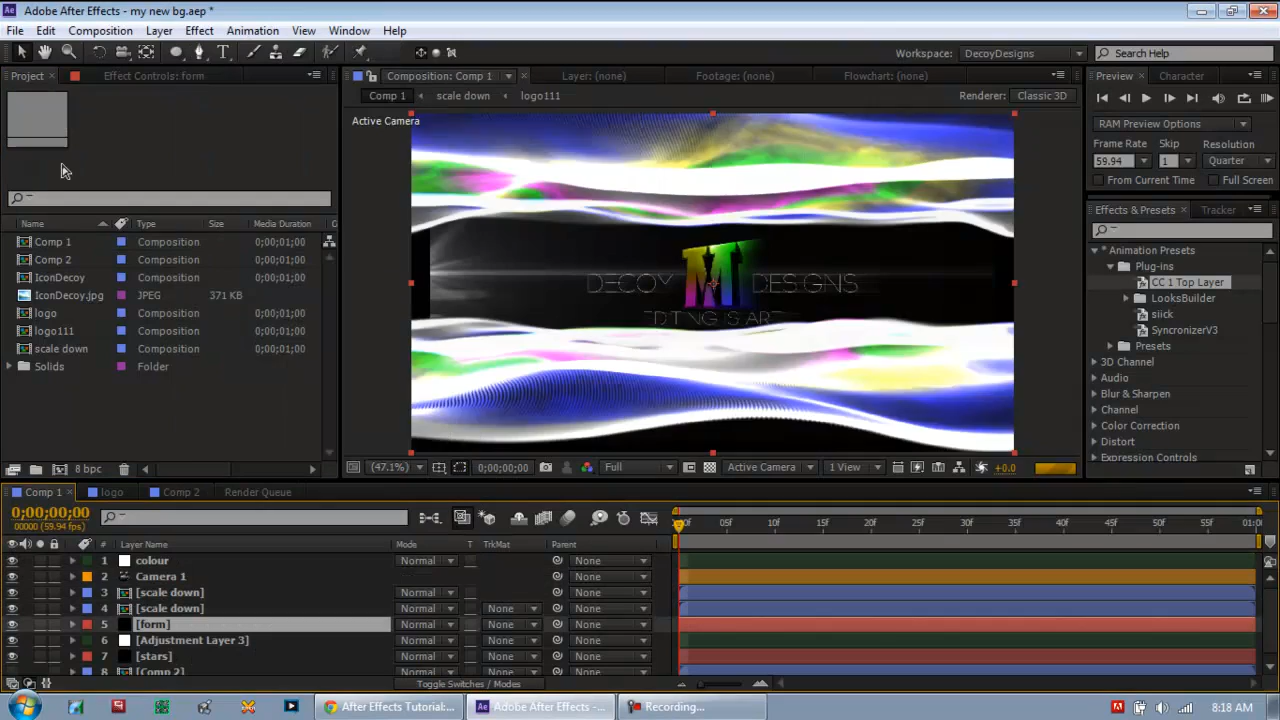 Ae Adobe After Effects - my new bg.aep *
File Edit Composition Layer Effect Animation View Window Help
Workspace: DecoyDesigns Search Help
Project Effect Controls: form Composition: Comp 1 Layer: (none) Footage: (none) Flowchart: (none) Preview Character
Comp 1 scale down logo111 Renderer: Classic 3D
Active Camera
RAM Preview Options
Frame Rate Skip Resolution
59.94 1 Quarter
From Current Time Full Screen
Effects & Presets Tracker
Name Type Size Media Duration
Comp 1 Composition 0;00;01;00
Comp 2 Composition 0;00;01;00
IconDecoy Composition 0;00;01;00
IconDecoy.jpg JPEG 371 KB
logo Composition 0;00;01;00
logo111 Composition 0;00;01;00
scale down Composition 0;00;01;00
Solids Folder
DECOY M DESIGNS
* Animation Presets
Plug-ins
CC 1 Top Layer
LooksBuilder
siick
SyncronizerV3
Presets
3D Channel
Audio
Blur & Sharpen
Channel
Color Correction
Distort
Expression Controls
8 bpc
(47.1%) 0;00;00;00 Full Active Camera 1 View +0.0
Comp 1 logo Comp 2 Render Queue
0;00;00;00
00000 (59.94 fps)
05f 10f 15f 20f 25f 30f 35f 40f 45f 50f 55f 01:0
# Layer Name Mode T TrkMat Parent
1 colour Normal None
2 Camera 1 None
3 [scale down] Normal None
4 [scale down] Normal None None
5 [form] Normal None None
6 [Adjustment Layer 3] Normal None None
7 [stars] Normal None None
8 [Comp 2] Normal None None
Toggle Switches / Modes
After Effects Tutorial:... Adobe After Effects -... Recording... 8:18 AM